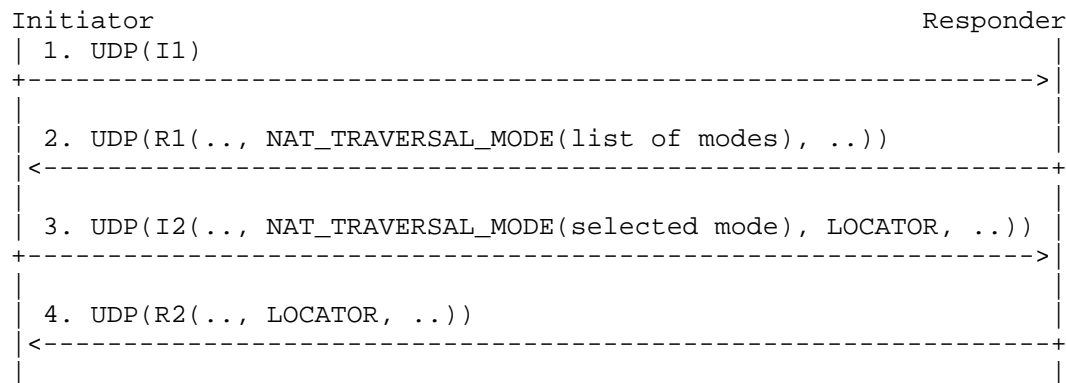 Initiator Responder
1. UDP(I1)
2. UDP(R1(.., NAT_TRAVERSAL_MODE(list of modes), ..))
3. UDP(I2(.., NAT_TRAVERSAL_MODE(selected mode), LOCATOR, ..))
4. UDP(R2(.., LOCATOR, ..))